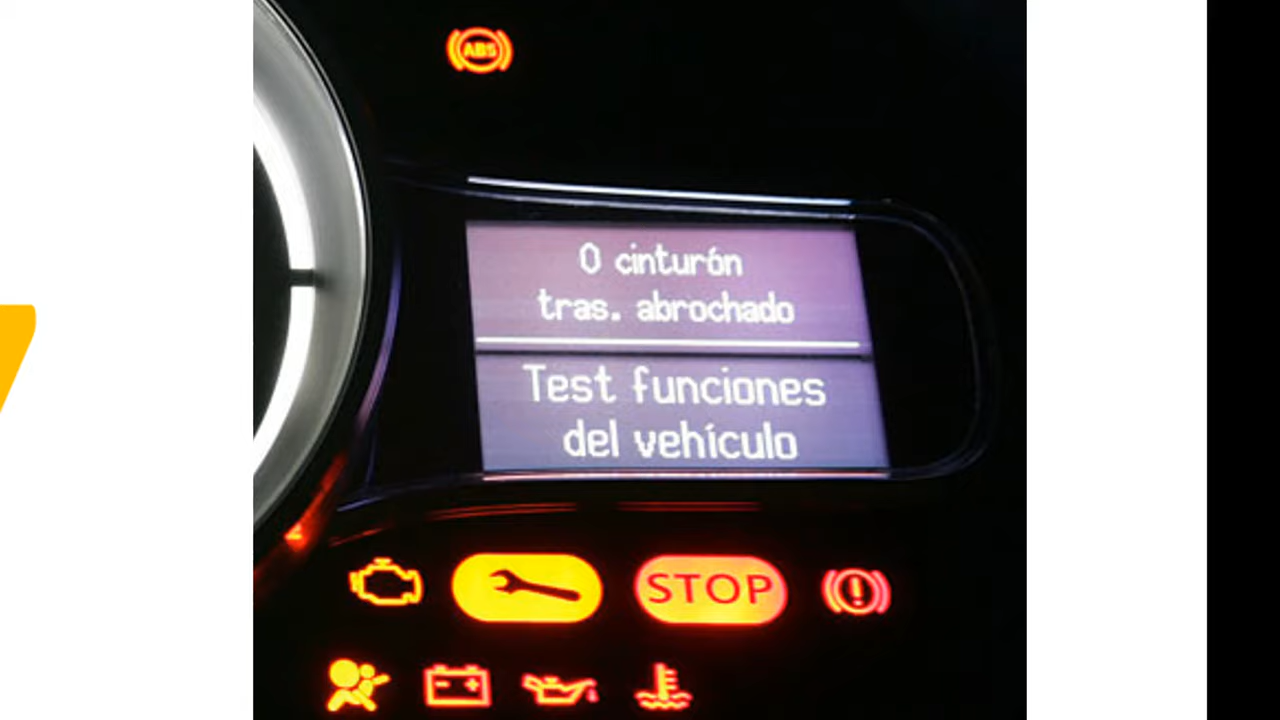 ABS
0 cinturón
tras. abrochado
Test funciones
del vehículo
STOP